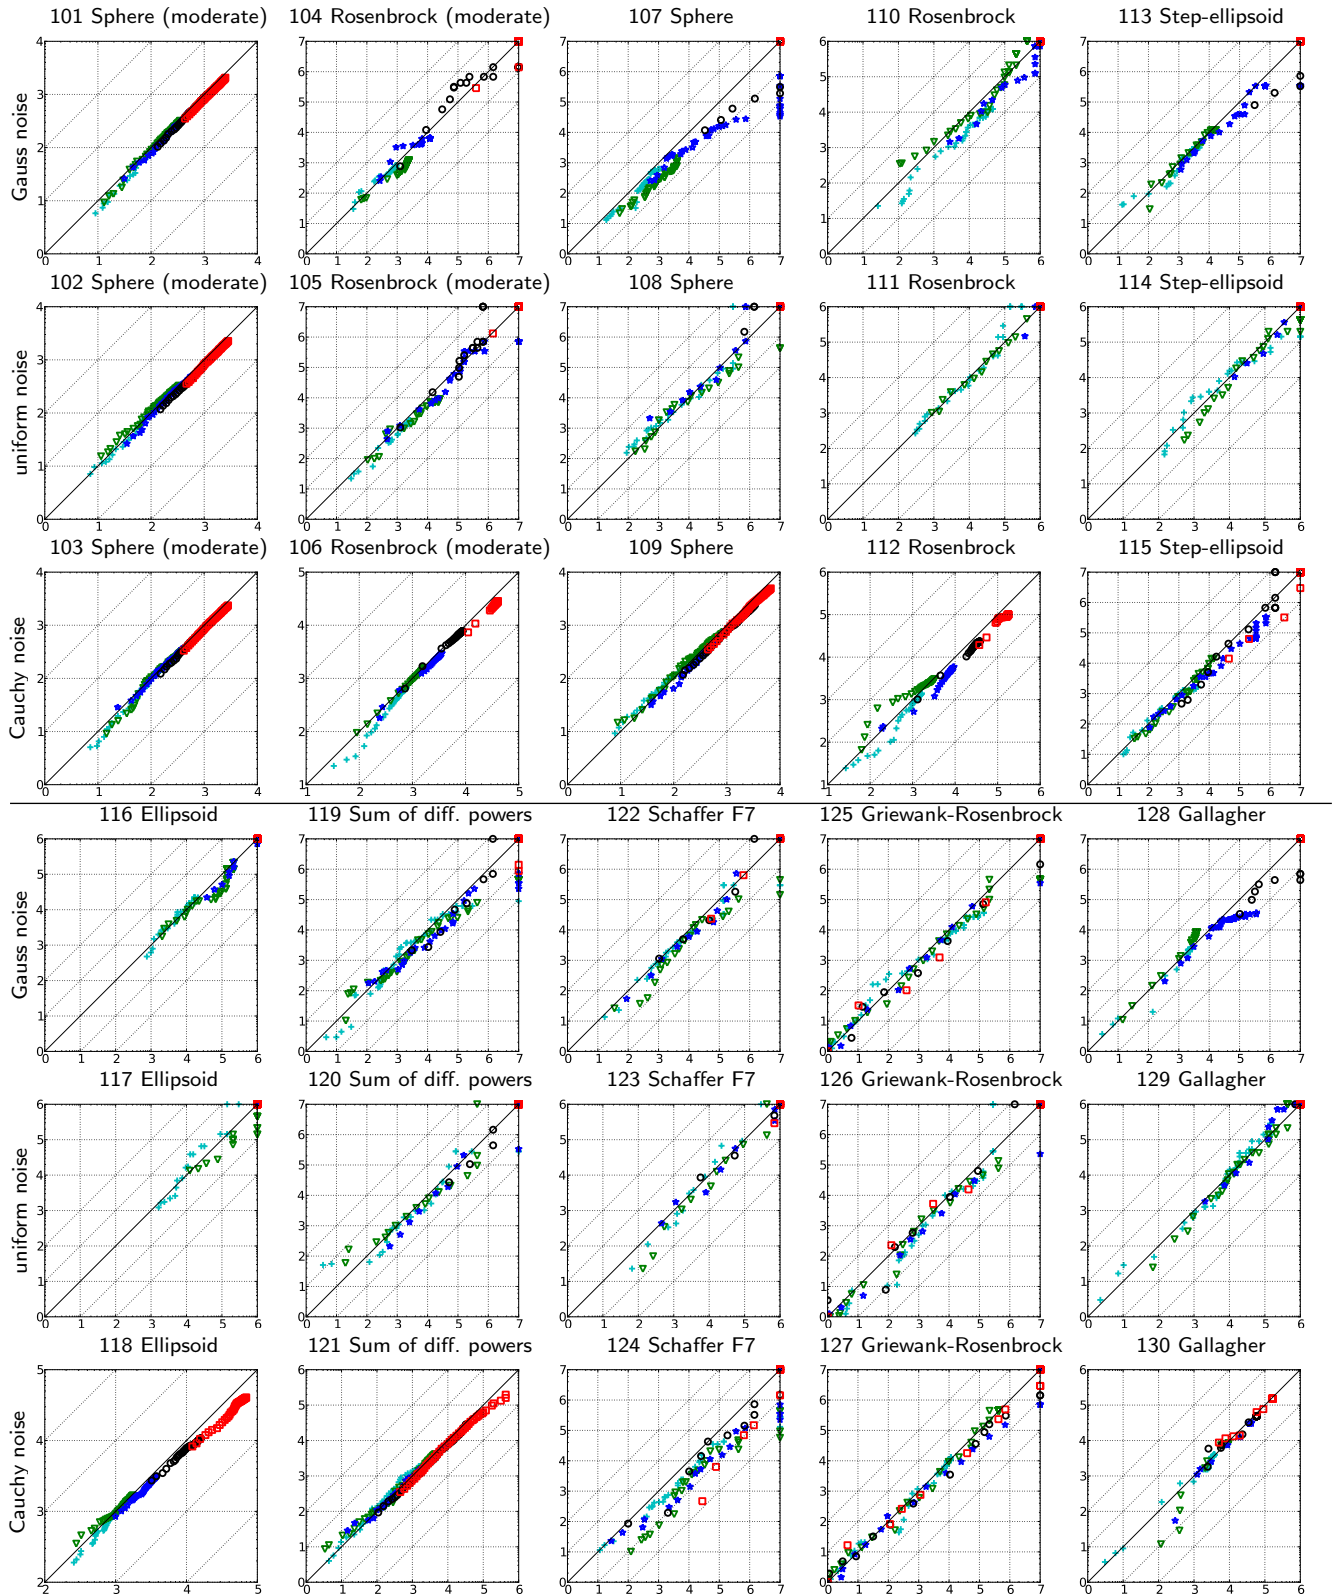 101 Sphere (moderate)
104 Rosenbrock (moderate)
107 Sphere
110 Rosenbrock
113 Step-ellipsoid
Gauss noise
102 Sphere (moderate)
105 Rosenbrock (moderate)
108 Sphere
111 Rosenbrock
114 Step-ellipsoid
uniform noise
103 Sphere (moderate)
106 Rosenbrock (moderate)
109 Sphere
112 Rosenbrock
115 Step-ellipsoid
Cauchy noise
116 Ellipsoid
119 Sum of diff. powers
122 Schaffer F7
125 Griewank-Rosenbrock
128 Gallagher
Gauss noise
117 Ellipsoid
120 Sum of diff. powers
123 Schaffer F7
126 Griewank-Rosenbrock
129 Gallagher
uniform noise
118 Ellipsoid
121 Sum of diff. powers
124 Schaffer F7
127 Griewank-Rosenbrock
130 Gallagher
Cauchy noise